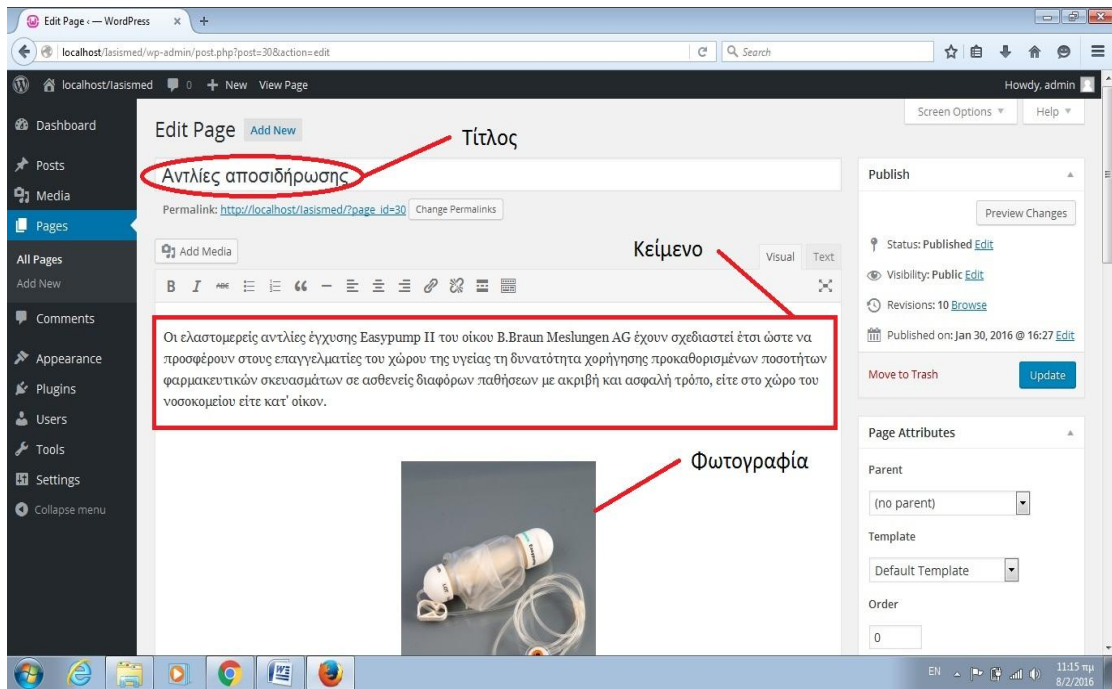 Edit Page ‹ — WordPress
localhost/Iasismed/wp-admin/post.php?post=30&action=edit
Search
localhost/Iasismed 0 + New View Page
Howdy, admin
Screen Options
Help
Dashboard
Posts
Media
Pages
All Pages
Add New
Comments
Appearance
Plugins
Users
Tools
Settings
Collapse menu
Edit Page Add New
Τίτλος
Αντλίες αποσιδήρωσης
Permalink: http://localhost/Iasismed/?page_id=30 Change Permalinks
Add Media
Κείμενο
Visual Text
B I ABC
Οι ελαστομερείς αντλίες έγχυσης Easypump II του οίκου B.Braun Meslungen AG έχουν σχεδιαστεί έτσι ώστε να
προσφέρουν στους επαγγελματίες του χώρου της υγείας τη δυνατότητα χορήγησης προκαθορισμένων ποσοτήτων
φαρμακευτικών σκευασμάτων σε ασθενείς διαφόρων παθήσεων με ακριβή και ασφαλή τρόπο, είτε στο χώρο του
νοσοκομείου είτε κατ' οίκον.
Φωτογραφία
Publish
Preview Changes
Status: Published Edit
Visibility: Public Edit
Revisions: 10 Browse
Published on: Jan 30, 2016 @ 16:27 Edit
Move to Trash
Update
Page Attributes
Parent
(no parent)
Template
Default Template
Order
0
EN
11:15 πμ
8/2/2016